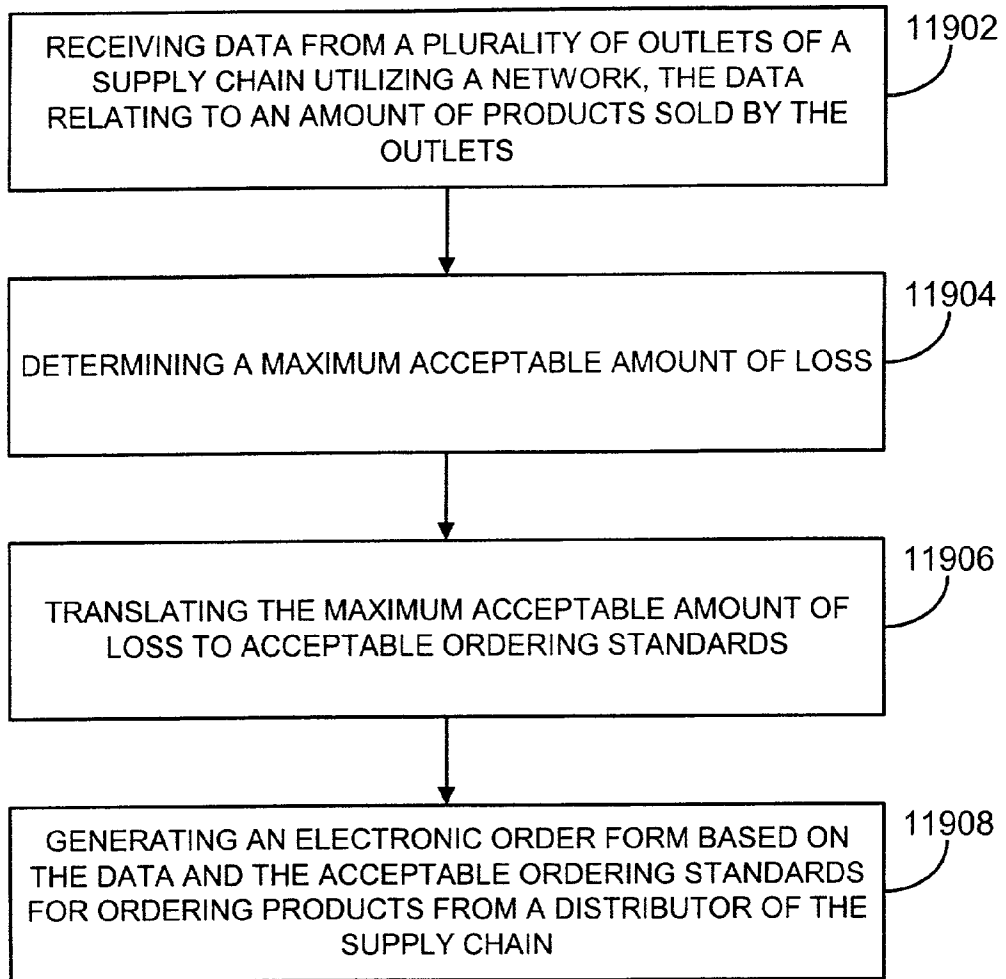 RECEIVING DATA FROM A PLURALITY OF OUTLETS OF A
SUPPLY CHAIN UTILIZING A NETWORK, THE DATA
RELATING TO AN AMOUNT OF PRODUCTS SOLD BY THE
OUTLETS
11902
DETERMINING A MAXIMUM ACCEPTABLE AMOUNT OF LOSS
11904
TRANSLATING THE MAXIMUM ACCEPTABLE AMOUNT OF
LOSS TO ACCEPTABLE ORDERING STANDARDS
11906
GENERATING AN ELECTRONIC ORDER FORM BASED ON
THE DATA AND THE ACCEPTABLE ORDERING STANDARDS
FOR ORDERING PRODUCTS FROM A DISTRIBUTOR OF THE
SUPPLY CHAIN
11908